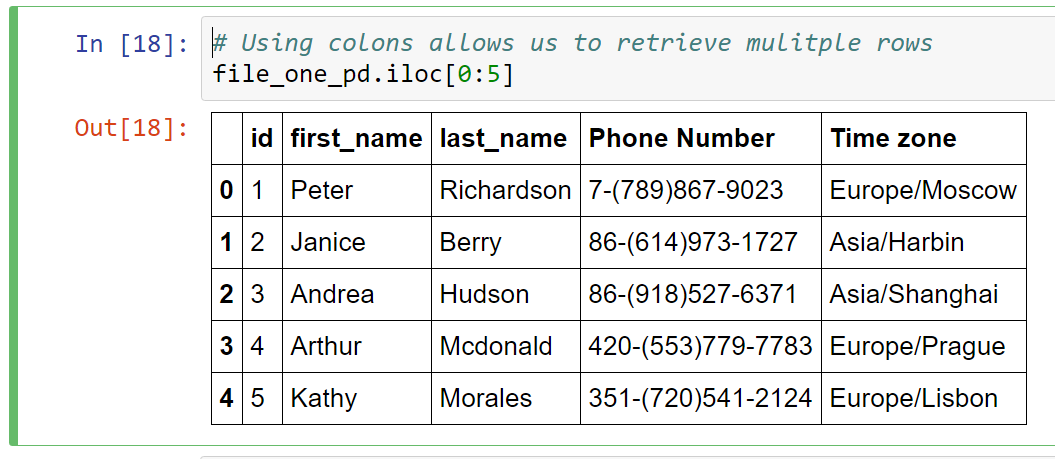 In [18]: # Using colons allows us to retrieve mulitple rows
file_one_pd.iloc[0:5]
Out[18]:
id first_name last_name Phone Number Time zone
0 1 Peter Richardson 7-(789)867-9023 Europe/Moscow
1 2 Janice Berry 86-(614)973-1727 Asia/Harbin
2 3 Andrea Hudson 86-(918)527-6371 Asia/Shanghai
3 4 Arthur Mcdonald 420-(553)779-7783 Europe/Prague
4 5 Kathy Morales 351-(720)541-2124 Europe/Lisbon